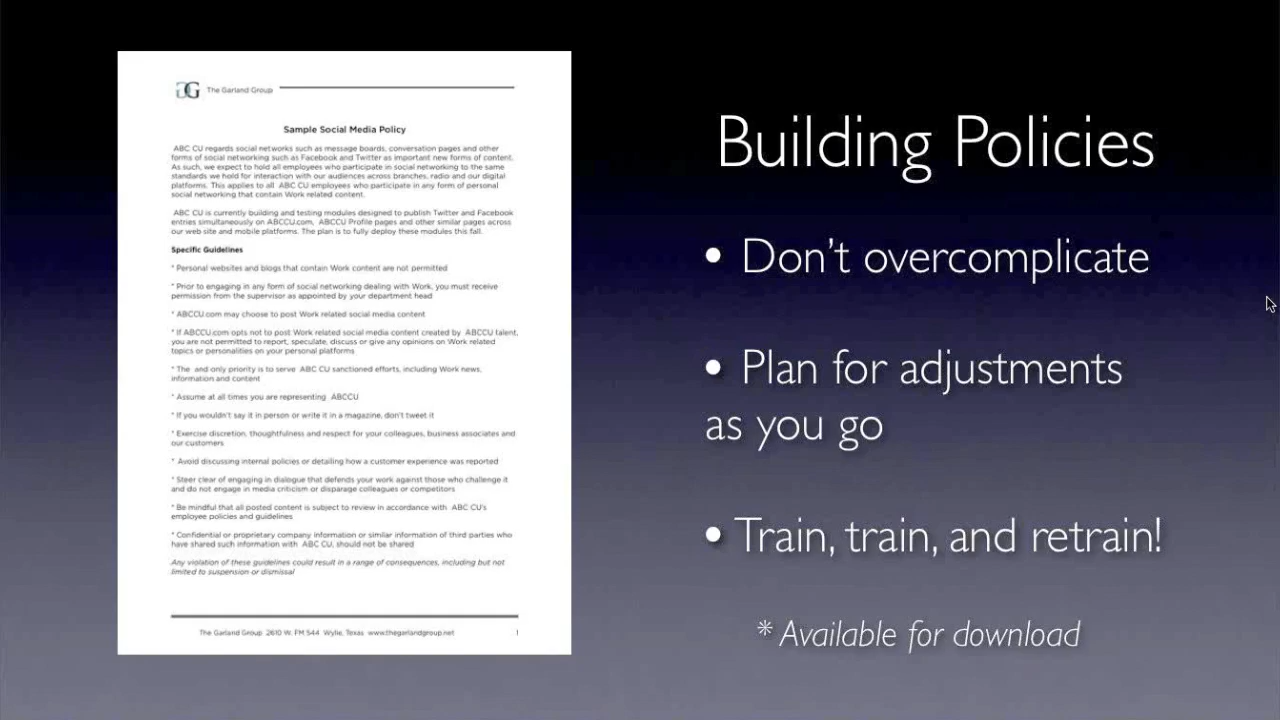 GG The Garland Group
Sample Social Media Policy
ABC CU regards social networks such as message boards, conversation pages and other
forms of social networking such as Facebook and Twitter as important new forms of content.
As such, we expect to hold all employees who participate in social networking to the same
standards we hold for interaction with our audiences across branches, radio and our digital
platforms. This applies to all ABC CU employees who participate in any form of personal
social networking that contain Work related content.
ABC CU is currently building and testing modules designed to publish Twitter and Facebook
entries simultaneously on ABCCU.com, ABCCU Profile pages and other similar pages across
our web site and mobile platforms. The plan is to fully deploy these modules this fall.
Specific Guidelines
* Personal websites and blogs that contain Work content are not permitted
* Prior to engaging in any form of social networking dealing with Work, you must receive
permission from the supervisor as appointed by your department head
* ABCCU.com may choose to post Work related social media content
* If ABCCU.com opts not to post Work related social media content created by ABCCU talent,
you are not permitted to report, speculate, discuss or give any opinions on Work related
topics or personalities on your personal platforms
* The and only priority is to serve ABC CU sanctioned efforts, including Work news,
information and content
* Assume at all times you are representing ABCCU
* If you wouldn't say it in person or write it in a magazine, don't tweet it
* Exercise discretion, thoughtfulness and respect for your colleagues, business associates and
our customers
* Avoid discussing internal policies or detailing how a customer experience was reported
* Steer clear of engaging in dialogue that defends your work against those who challenge it
and do not engage in media criticism or disparage colleagues or competitors
* Be mindful that all posted content is subject to review in accordance with ABC CU's
employee policies and guidelines
* Confidential or proprietary company information or similar information of third parties who
have shared such information with ABC CU, should not be shared
Any violation of these guidelines could result in a range of consequences, including but not
limited to suspension or dismissal
The Garland Group 2610 W. FM 544 Wylie, Texas www.thegarlandgroup.net 1
Building Policies
• Don't overcomplicate
• Plan for adjustments
as you go
• Train, train, and retrain!
* Available for download